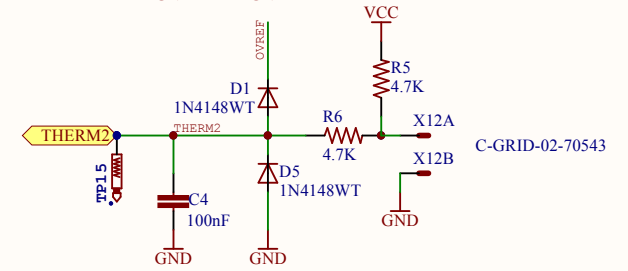 VCC
OVREF
R5
4.7K
D1
1N4148WT
R6
4.7K
X12A
THERM2
THERM2
C-GRID-02-70543
X12B
TP15
D5
1N4148WT
C4
100nF
GND
GND
GND